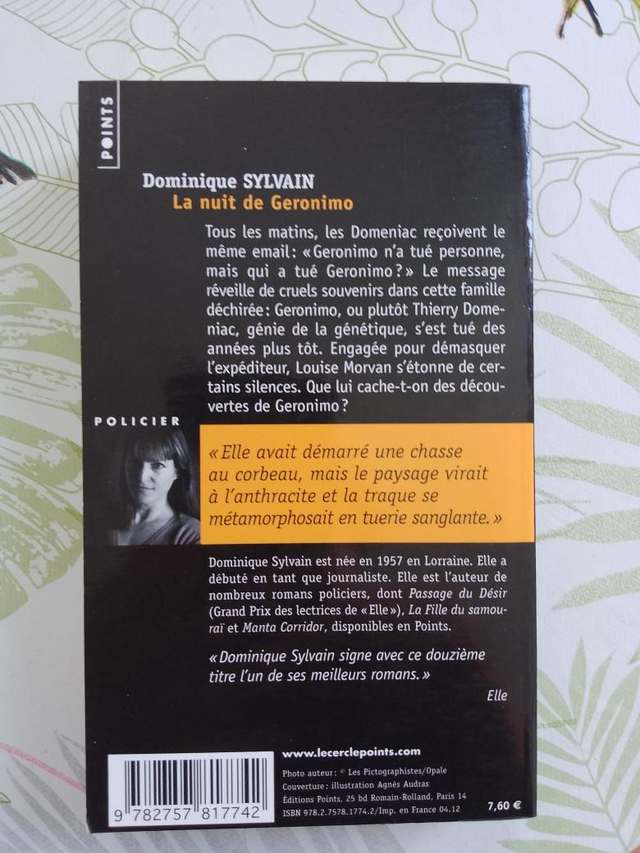 POINTS
Dominique SYLVAIN
La nuit de Geronimo
Tous les matins, les Domeniac reçoivent le
même email : « Geronimo n'a tué personne,
mais qui a tué Geronimo ? » Le message
réveille de cruels souvenirs dans cette famille
déchirée : Geronimo, ou plutôt Thierry Dome-
niac, génie de la génétique, s'est tué des
années plus tôt. Engagée pour démasquer
l'expéditeur, Louise Morvan s'étonne de cer-
tains silences. Que lui cache-t-on des décou-
vertes de Geronimo ?
POLICIER
« Elle avait démarré une chasse
au corbeau, mais le paysage virait
à l'anthracite et la traque se
métamorphosait en tuerie sanglante. »
Dominique Sylvain est née en 1957 en Lorraine. Elle a
débuté en tant que journaliste. Elle est l'auteur de
nombreux romans policiers, dont Passage du Désir
(Grand Prix des lectrices de « Elle »), La Fille du samou-
raï et Manta Corridor, disponibles en Points.
« Dominique Sylvain signe avec ce douzième
titre l'un de ses meilleurs romans. »
Elle
www.lecerclepoints.com
Photo auteur : © Les Pictographistes/Opale
Couverture : illustration Agnès Audras
Éditions Points, 25 bd Romain-Rolland, Paris 14
ISBN 978.2.7578.1774.2/Imp. en France 04.12
7,60 €
9 782757 817742